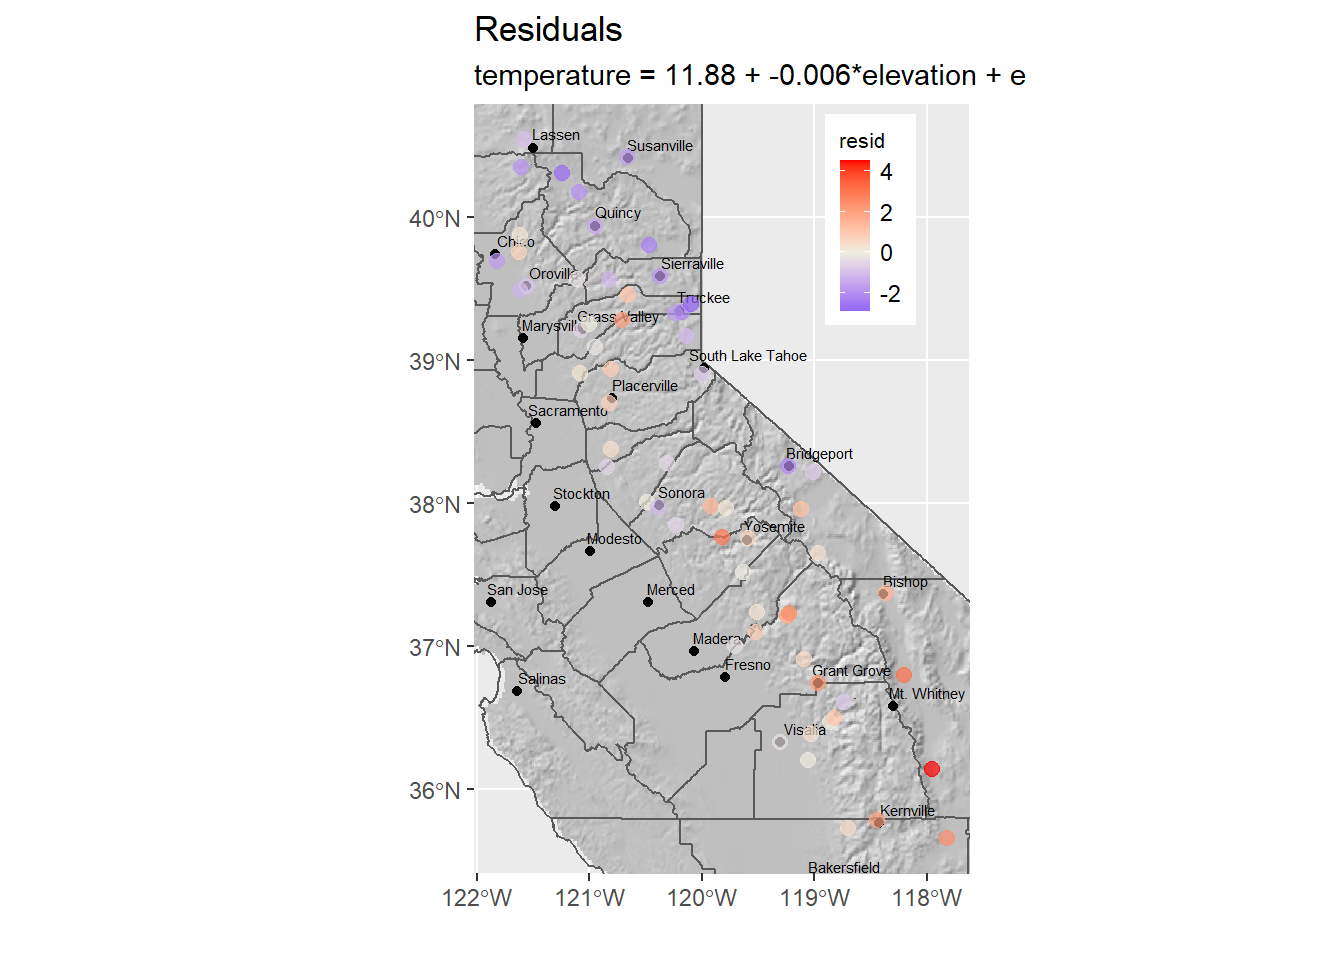 Residuals
temperature = 11.88 + -0.006*elevation + e
resid
4
2
0
-2
40°N
39°N
38°N
37°N
36°N
122°W
121°W
120°W
119°W
118°W
Lassen
Susanville
Quincy
Chico
Sierraville
Oroville
Truckee
Grass Valley
Marysvill
South Lake Tahoe
Placerville
Sacramento
Bridgeport
Stockton
Sonora
Yosemite
Modesto
Bishop
San Jose
Merced
Madera
Fresno
Grant Grove
Salinas
Mt. Whitney
Visalia
Kernville
Bakersfield